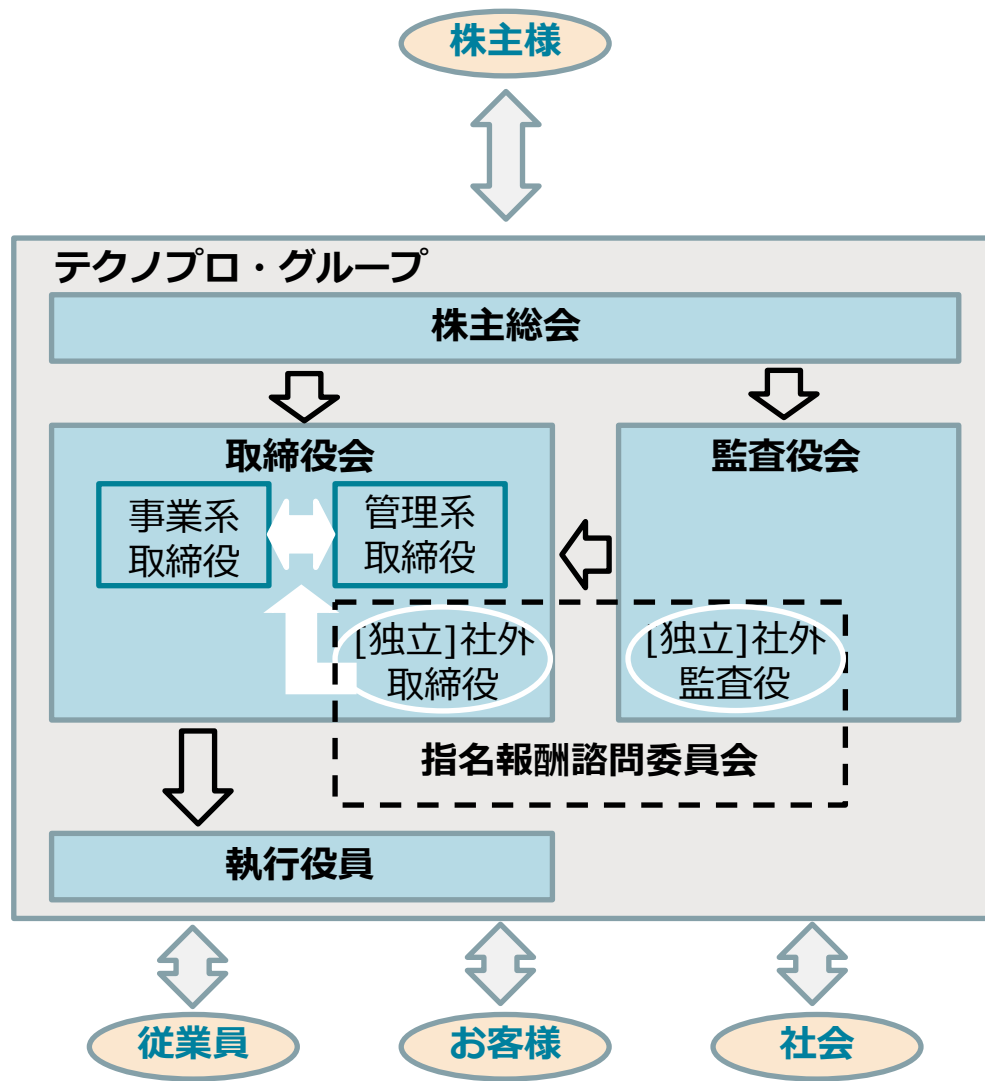 株主様
テクノプロ・グループ
株主総会
取締役会
事業系
取締役
管理系
取締役
[独立]社外
取締役
監査役会
[独立]社外
監査役
指名報酬諮問委員会
執行役員
従業員
お客様
社会